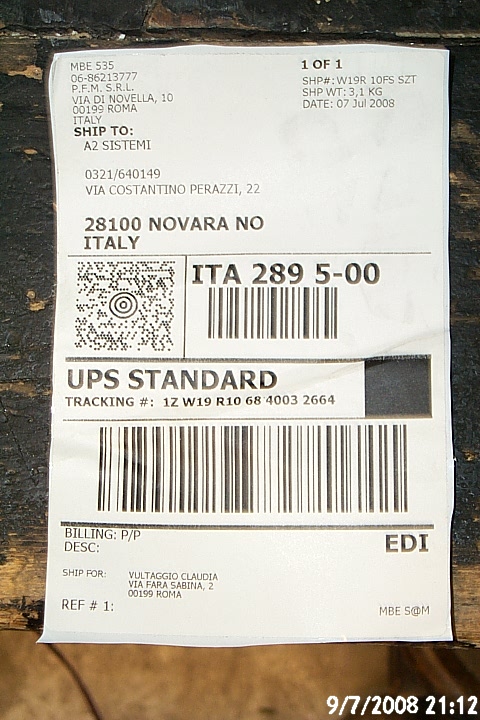 MBE 535
06-86213777
P.F.M. S.R.L.
VIA DI NOVELLA, 10
00199 ROMA
ITALY
1 OF 1
SHP#: W19R 10FS SZT
SHP WT: 3,1 KG
DATE: 07 Jul 2008
SHIP TO:
A2 SISTEMI
0321/640149
VIA COSTANTINO PERAZZI, 22
28100 NOVARA NO
ITALY
ITA 289 5-00
UPS STANDARD
TRACKING #: 1Z W19 R10 68 4003 2664
BILLING: P/P
DESC:
EDI
SHIP FOR: VULTAGGIO CLAUDIA
VIA FARA SABINA, 2
00199 ROMA
REF # 1:
MBE S@M
9/7/2008 21:12